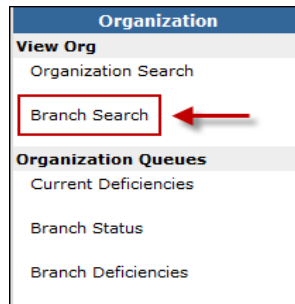 Organization
View Org
Organization Search
Branch Search
Organization Queues
Current Deficiencies
Branch Status
Branch Deficiencies